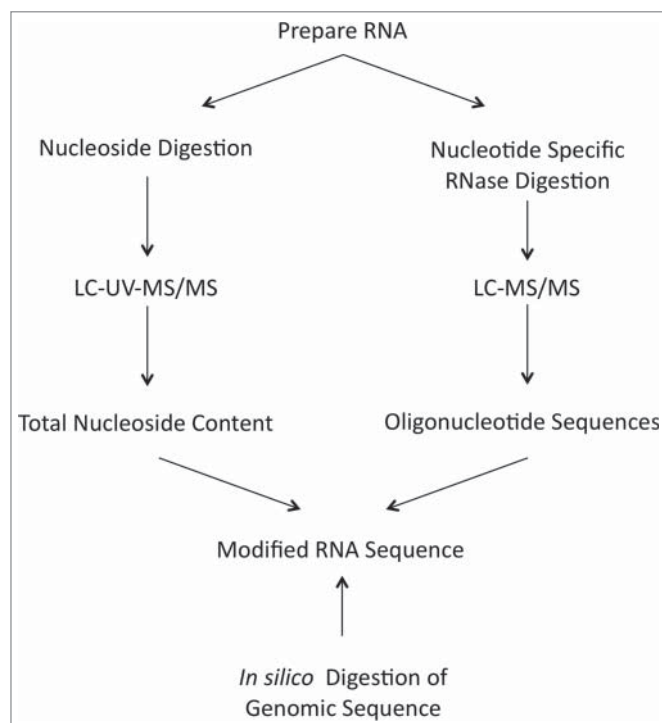 Prepare RNA
Nucleoside Digestion
Nucleotide Specific
RNase Digestion
LC-UV-MS/MS
LC-MS/MS
Total Nucleoside Content
Oligonucleotide Sequences
Modified RNA Sequence
In silico Digestion of
Genomic Sequence